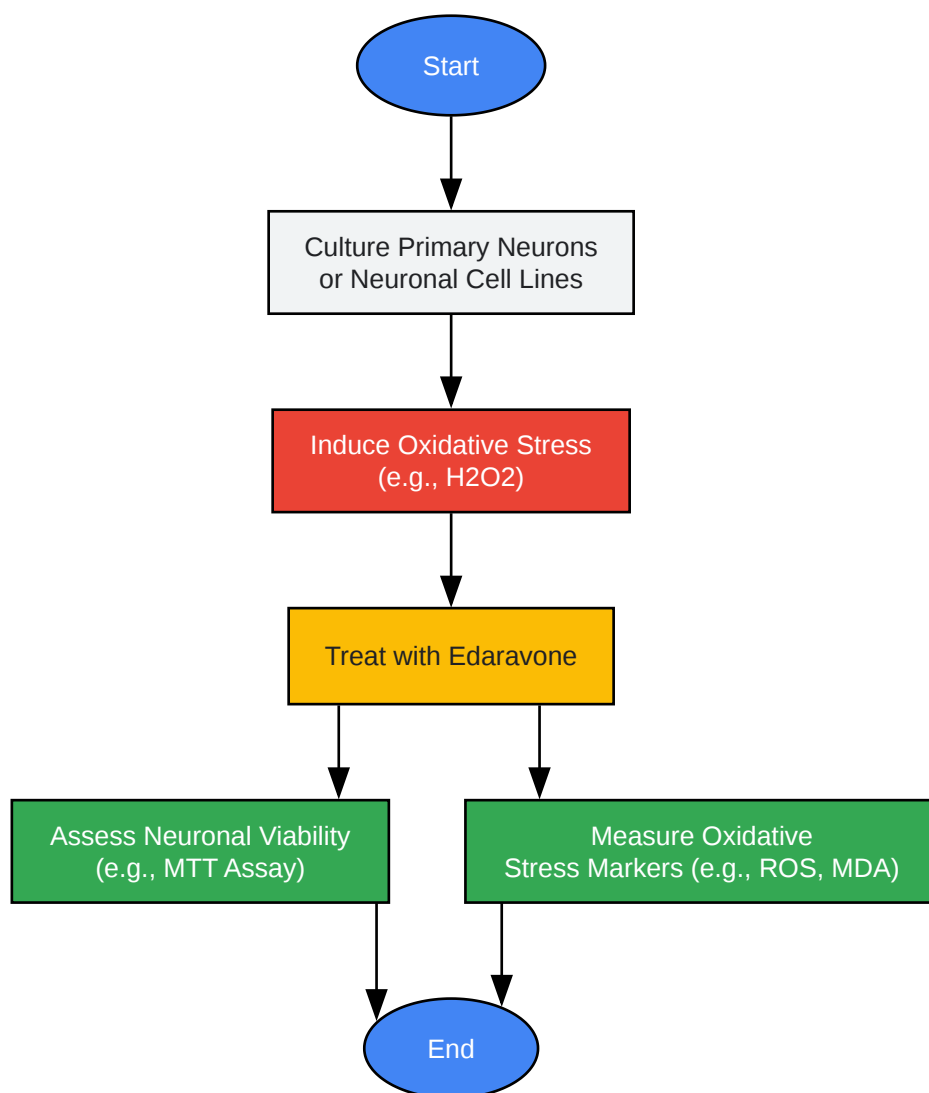 Start
Culture Primary Neurons
or Neuronal Cell Lines
Induce Oxidative Stress
(e.g., H2O2)
Treat with Edaravone
Assess Neuronal Viability
(e.g., MTT Assay)
Measure Oxidative
Stress Markers (e.g., ROS, MDA)
End